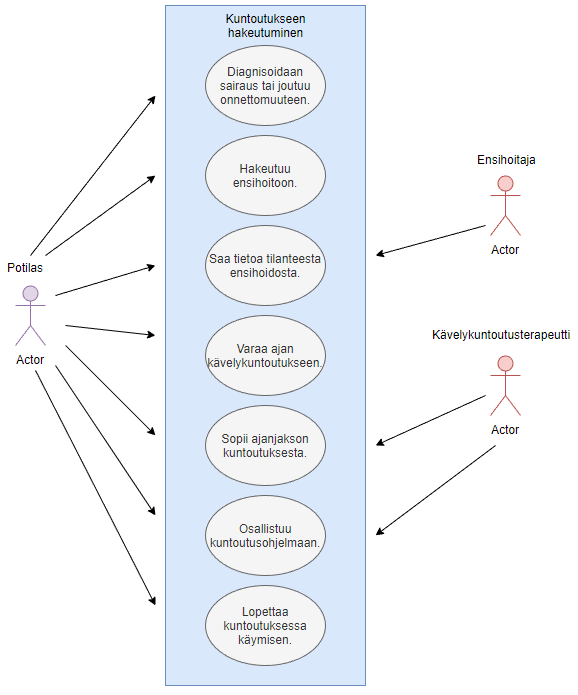 Kuntoutukseen
hakeutuminen
Diagnisoidaan
sairaus tai joutuu
onnettomuuteen.
Hakeutuu
ensihoitoon.
Ensihoitaja
Actor
Saa tietoa tilanteesta
ensihoidosta.
Potilas
Actor
Varaa ajan
kävelykuntoutukseen.
Kävelykuntoutusterapeutti
Actor
Sopii ajanjakson
kuntoutuksesta.
Osallistuu
kuntoutusohjelmaan.
Lopettaa
kuntoutuksessa
käymisen.